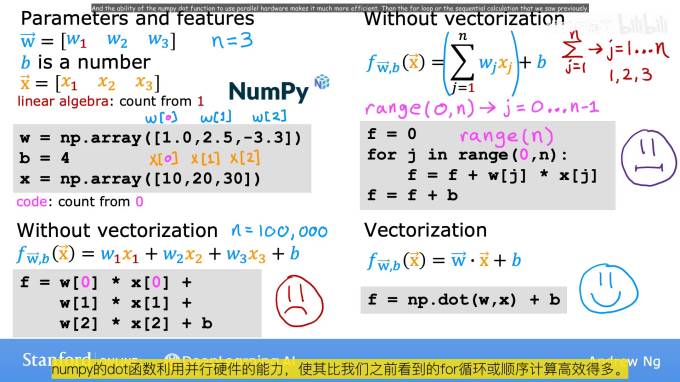 And the ability of the numpy dot function to use parallel hardware makes it much more efficient. Than the for loop or the sequential calculation that we saw previously.
bilibili
Parameters and features
w = [w1 w2 w3] n=3
b is a number
x = [x1 x2 x3]
linear algebra: count from 1
NumPy
w[0] w[1] w[2]
w = np.array([1.0,2.5,-3.3])
b = 4 x[0] x[1] x[2]
x = np.array([10,20,30])
code: count from 0
Without vectorization n=100,000
f w,b(x) = w1x1 + w2x2 + w3x3 + b
f = w[0] * x[0] +
w[1] * x[1] +
w[2] * x[2] + b
Without vectorization
f w,b(x) = (∑ j=1 n wjxj) + b
∑ j=1 n → j=1...n
1, 2, 3
range(0,n) → j=0...n-1
f = 0 range(n)
for j in range(0,n):
f = f + w[j] * x[j]
f = f + b
Vectorization
f w,b(x) = w · x + b
f = np.dot(w,x) + b
Stanford
DeepLearning.AI
Andrew Ng
numpy的dot函数利用并行硬件的能力，使其比我们之前看到的for循环或顺序计算高效得多。